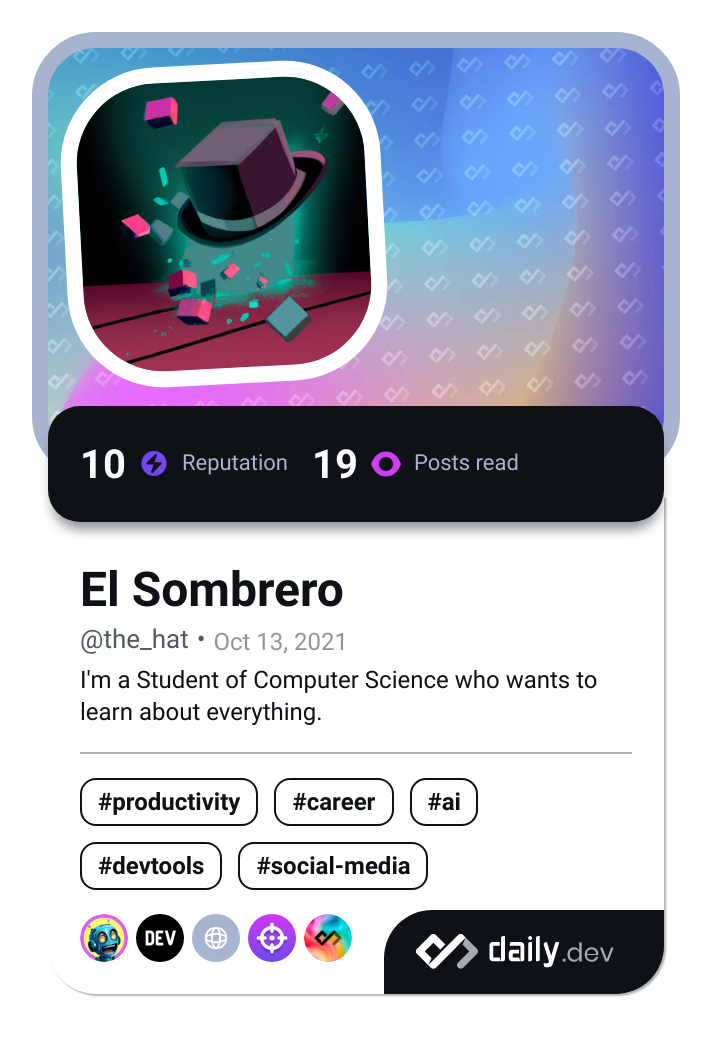 10 Reputation 19 Posts read
El Sombrero
@the_hat • Oct 13, 2021
I'm a Student of Computer Science who wants to
learn about everything.
#productivity #career #ai
#devtools #social-media
DEV
daily.dev